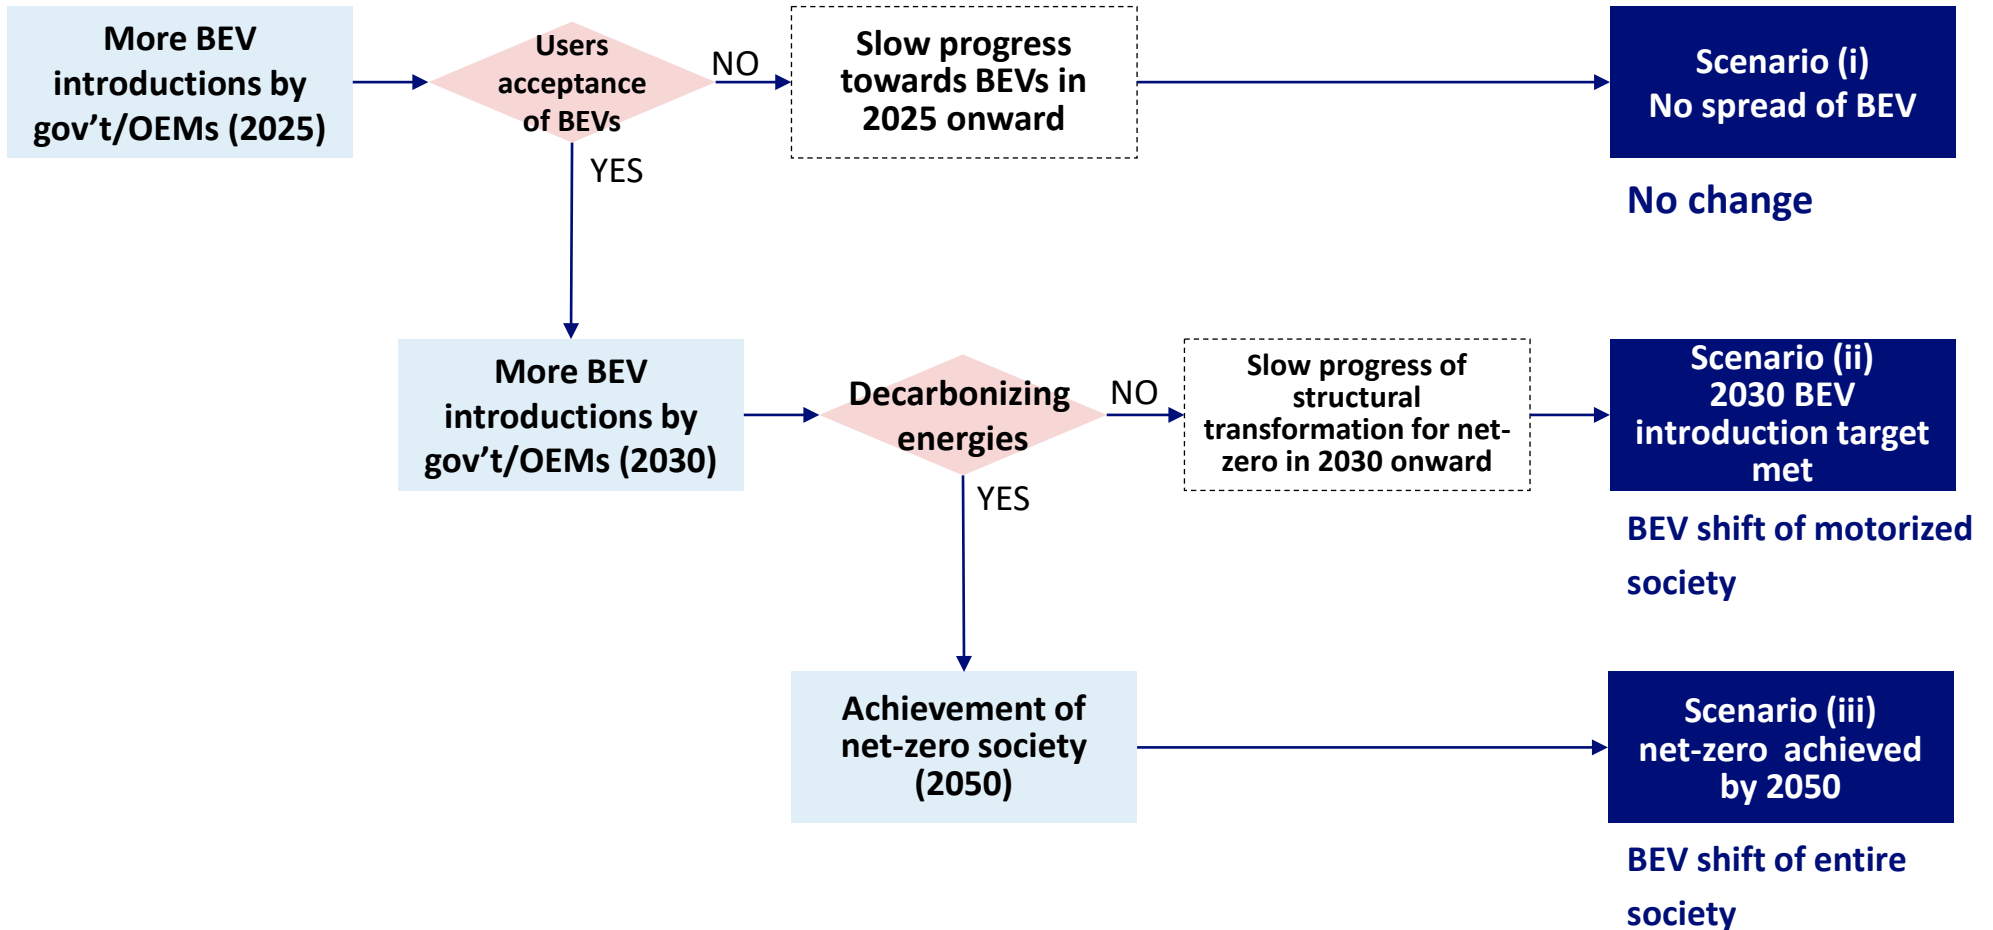 More BEV
introductions by
gov't/OEMs (2025)
Users
acceptance
of BEVs
NO
YES
Slow progress
towards BEVs in
2025 onward
Scenario (i)
No spread of BEV
No change
More BEV
introductions by
gov't/OEMs (2030)
Decarbonizing
energies
NO
YES
Slow progress of
structural
transformation for net-
zero in 2030 onward
Scenario (ii)
2030 BEV
introduction target
met
BEV shift of motorized
society
Achievement of
net-zero society
(2050)
Scenario (iii)
net-zero  achieved
by 2050
BEV shift of entire
society